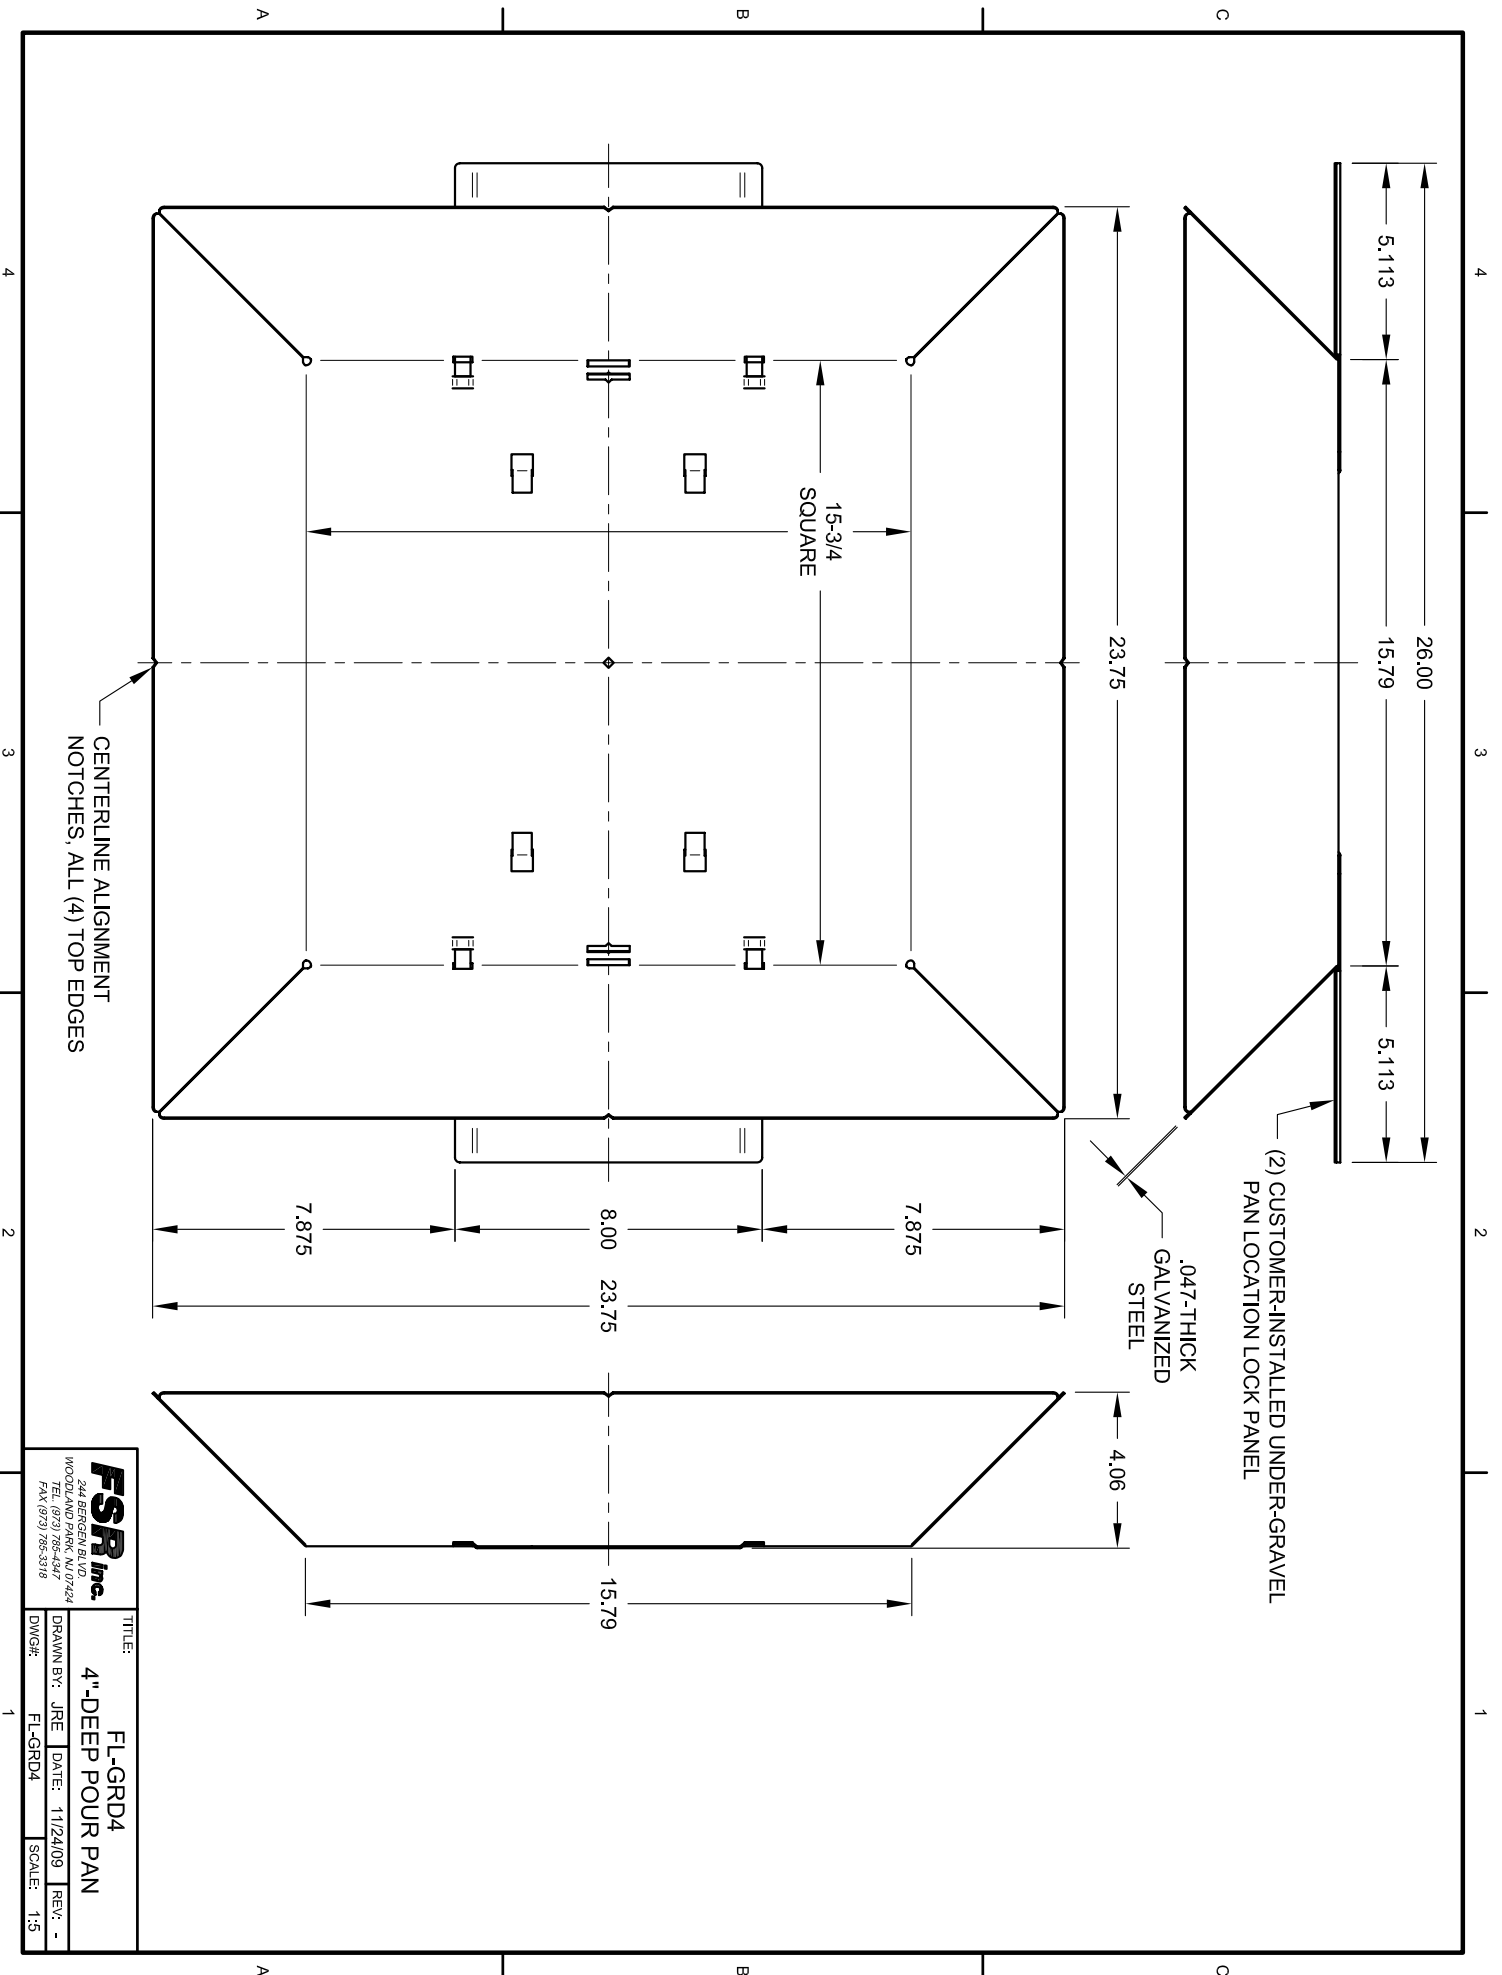 4
3
2
1
C
B
A
26.00
5.113
15.79
5.113
(2) CUSTOMER-INSTALLED UNDER-GRAVEL
PAN LOCATION LOCK PANEL
23.75
.047-THICK
GALVANIZED
STEEL
4.06
15-3/4
SQUARE
7.875
8.00
7.875
23.75
15.79
CENTERLINE ALIGNMENT
NOTCHES, ALL (4) TOP EDGES
FSR inc.
244 BERGEN BLVD.
WOODLAND PARK, NJ 07424
TEL. (973) 785-4347
FAX (973) 785-3318
TITLE:
FL-GRD4
4"-DEEP POUR PAN
DRAWN BY: JRE DATE: 11/24/09 REV: -
DWG#: FL-GRD4 SCALE: 1:5
4
3
2
1
C
B
A